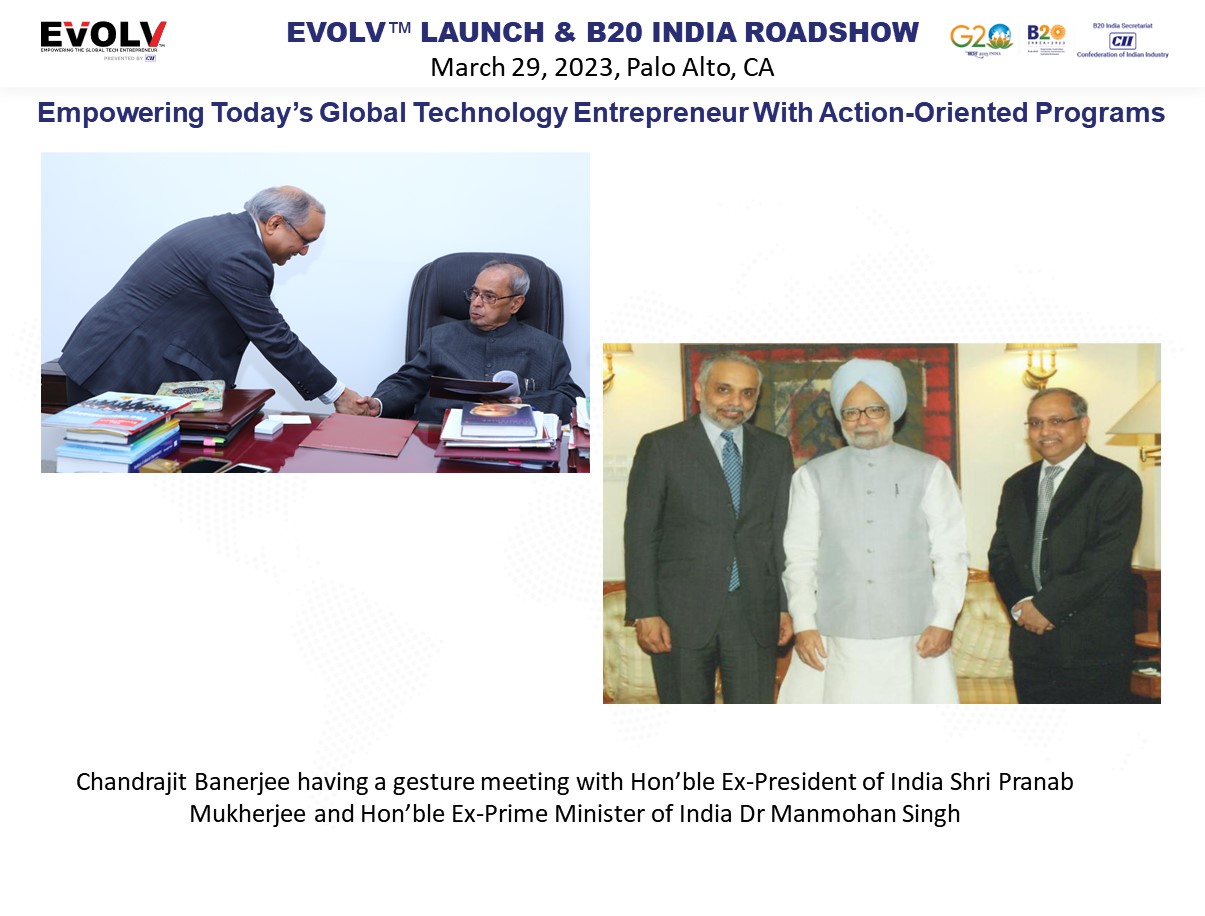 EVOLV™ LAUNCH & B20 INDIA ROADSHOW
March 29, 2023, Palo Alto, CA
EVOLV™
EMPOWERING THE GLOBAL TECH ENTREPRENEUR
PRESENTED BY CII
G20
B20
B20 India Secretariat
CII
Confederation of Indian Industry
Empowering Today’s Global Technology Entrepreneur With Action-Oriented Programs
Chandrajit Banerjee having a gesture meeting with Hon’ble Ex-President of India Shri Pranab
Mukherjee and Hon’ble Ex-Prime Minister of India Dr Manmohan Singh